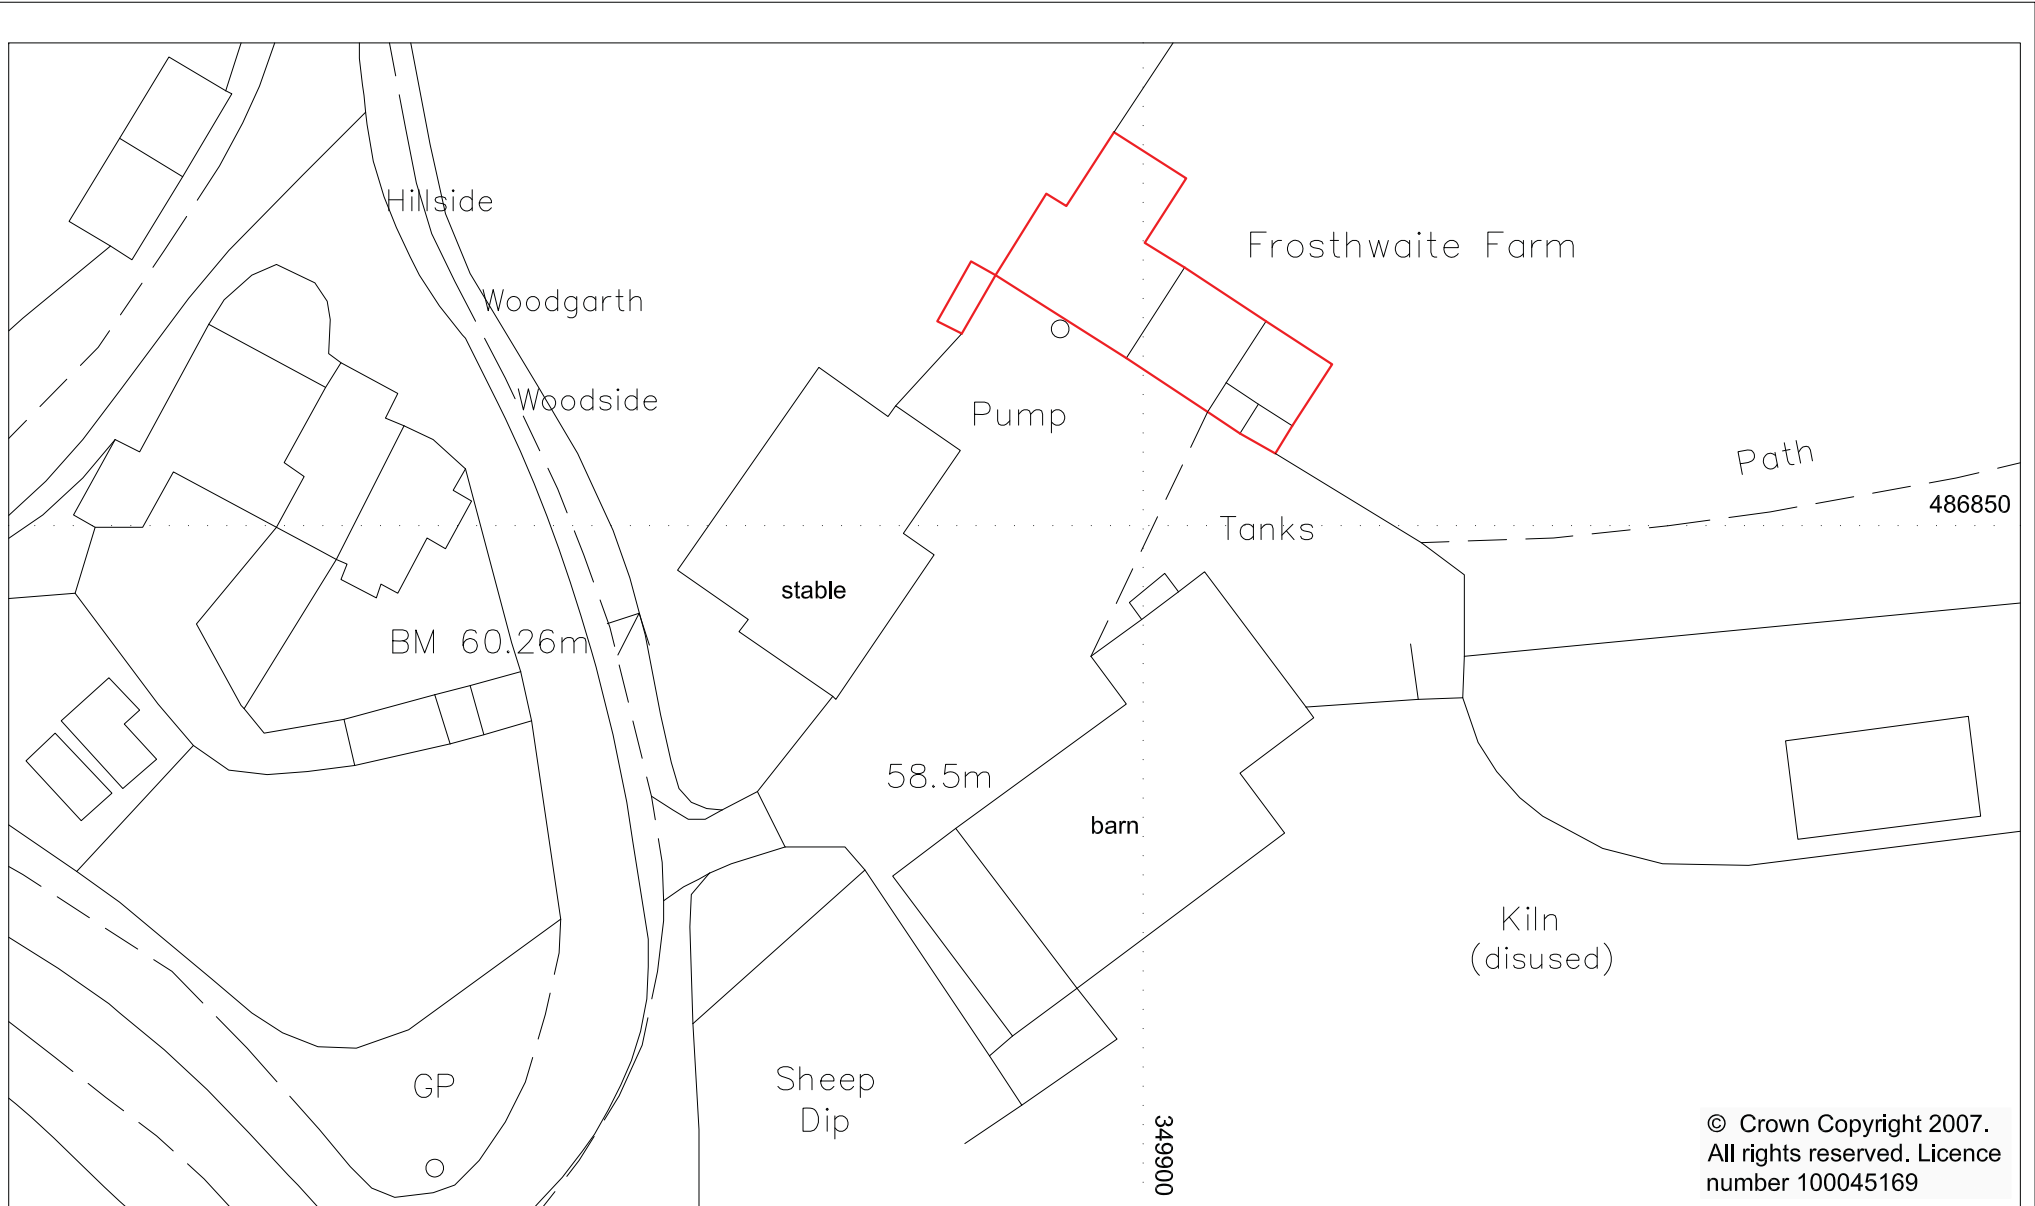 Hillside
Frosthwaite Farm
Woodgarth
Woodside
Pump
Path
486850
Tanks
stable
BM 60.26m
58.5m
barn
Kiln
(disused)
GP
Sheep
Dip
349900
© Crown Copyright 2007.
All rights reserved. Licence
number 100045169